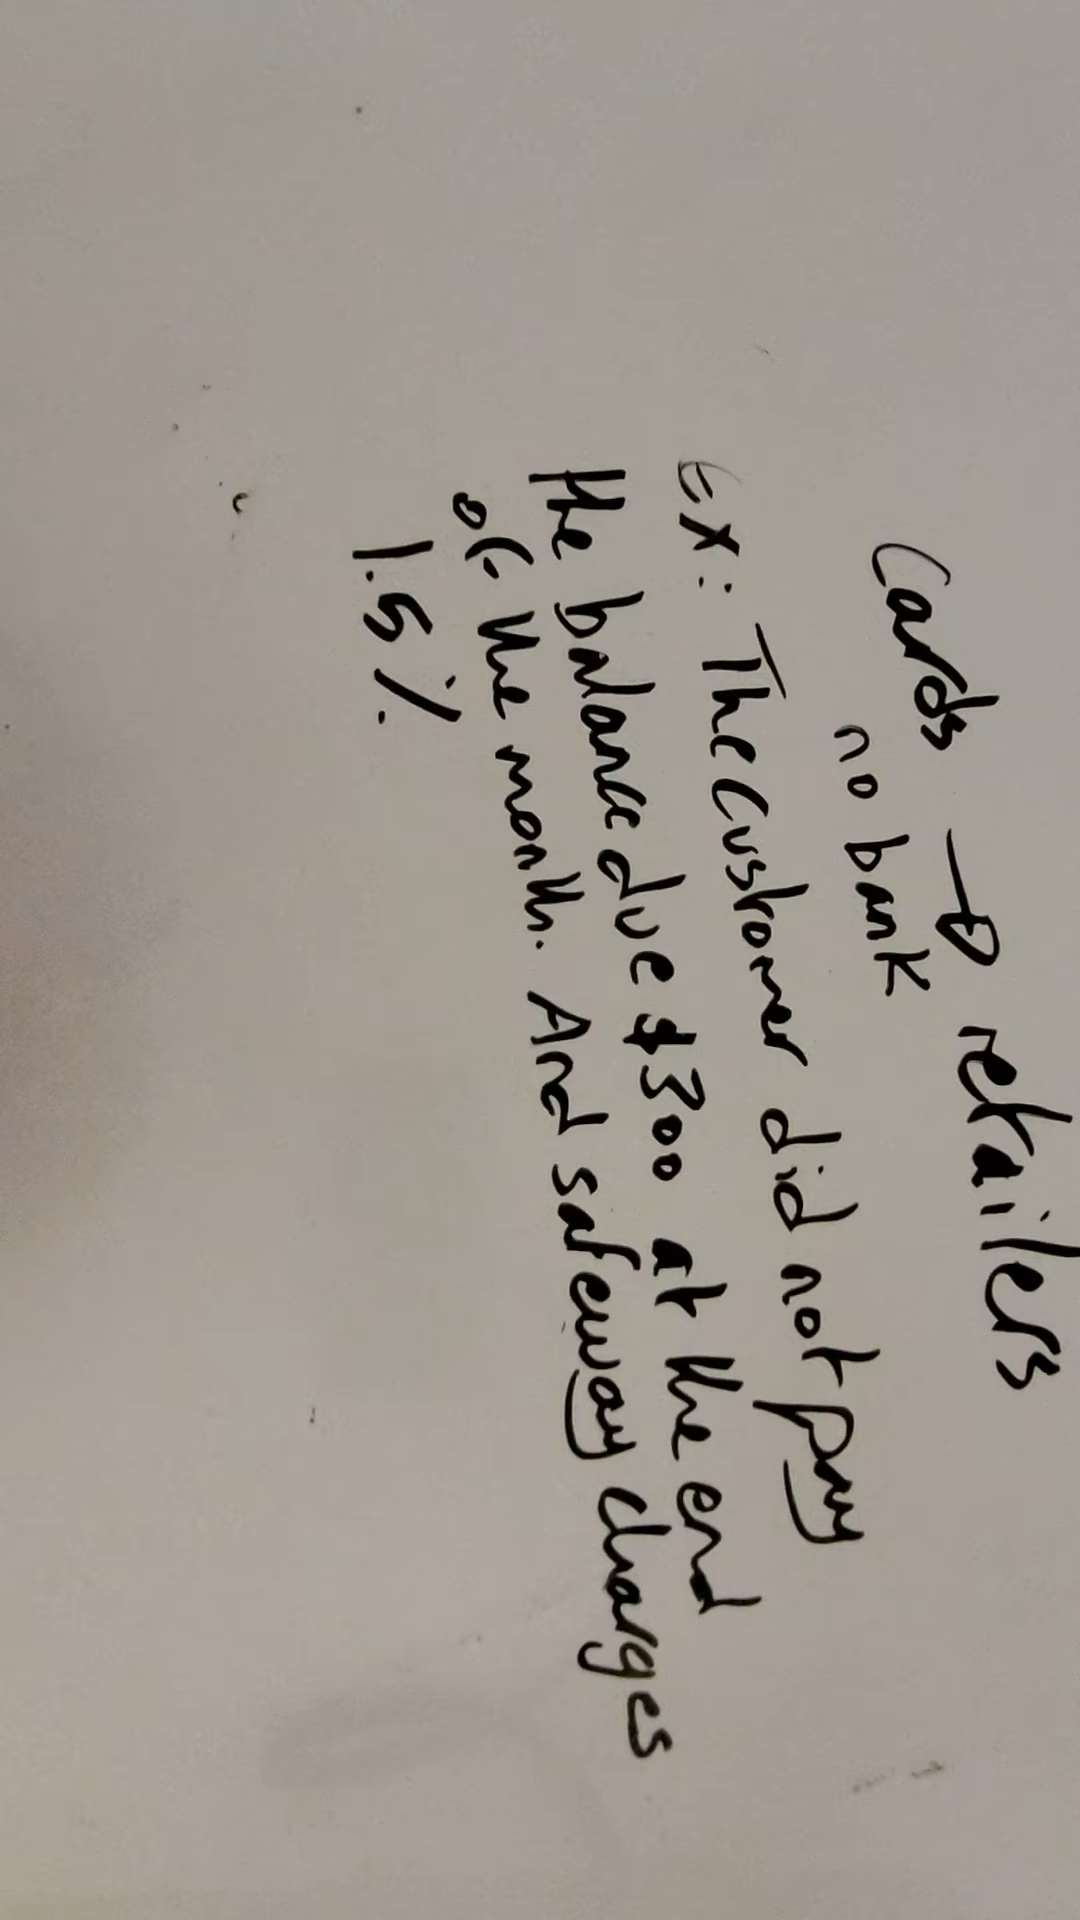 Cards → retailers
no bank
Ex: The customer did not pay
the balance due $300 at the end
of the month. And safeway charges
1.5%